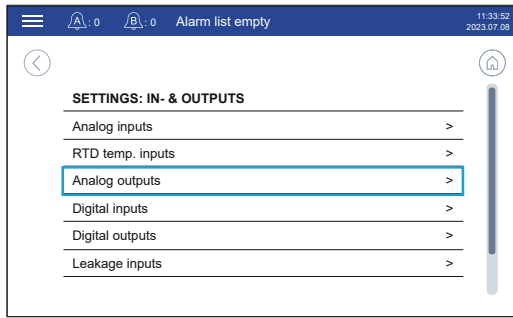 A : 0 B : 0 Alarm list empty 11:33:52
2023.07.08
SETTINGS: IN- & OUTPUTS
Analog inputs >
RTD temp. inputs >
Analog outputs >
Digital inputs >
Digital outputs >
Leakage inputs >